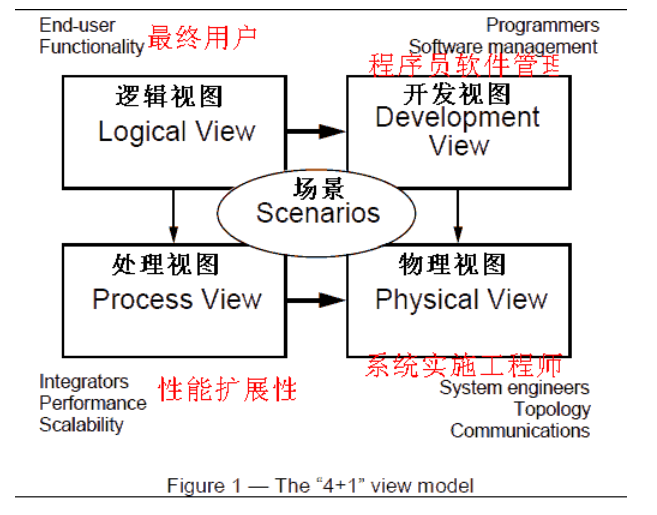 End-user
Functionality
最终用户
Programmers
Software management
程序员软件管理
逻辑视图
Logical View
开发视图
Development
View
场景
Scenarios
处理视图
Process View
物理视图
Physical View
Integrators
Performance
Scalability
性能扩展性
系统实施工程师
System engineers
Topology
Communications
Figure 1 — The “4+1” view model